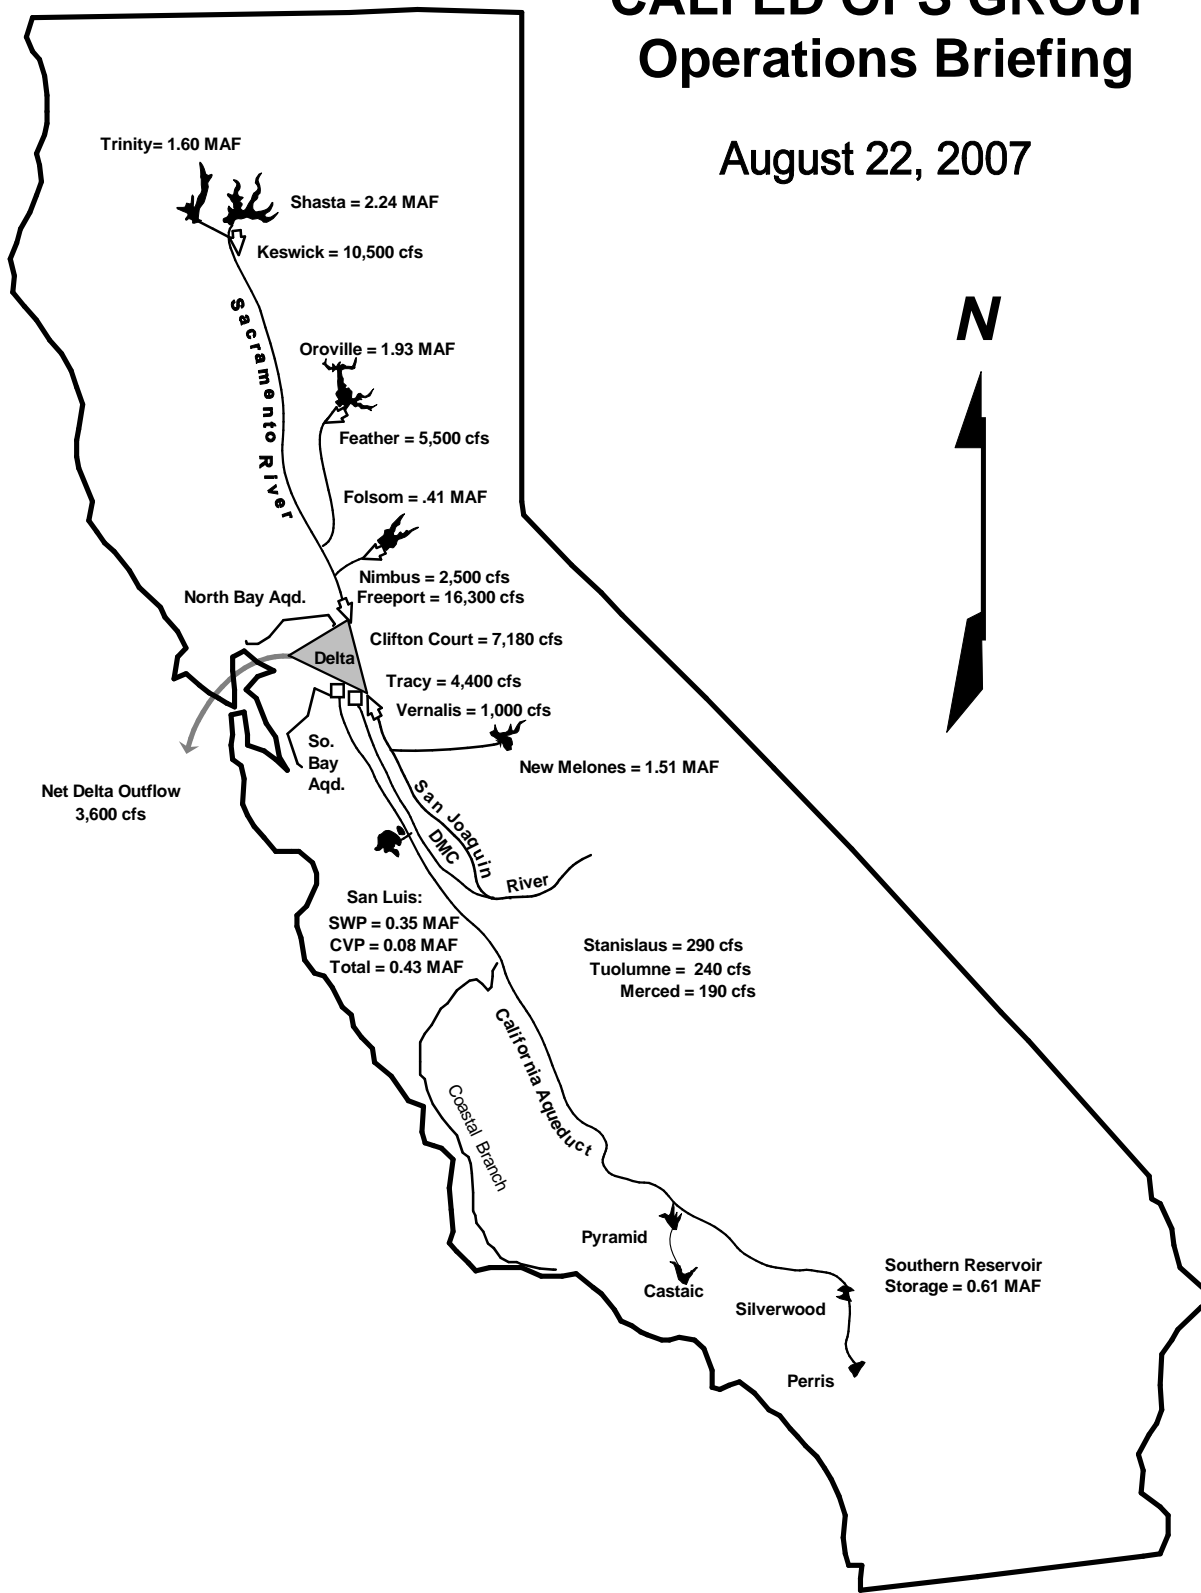 CALFED OPS GROUP
Operations Briefing
August 22, 2007
Trinity= 1.60 MAF
Shasta = 2.24 MAF
Keswick = 10,500 cfs
N
Sacramento River
Oroville = 1.93 MAF
Feather = 5,500 cfs
Folsom = .41 MAF
Nimbus = 2,500 cfs
North Bay Aqd.
Freeport = 16,300 cfs
Clifton Court = 7,180 cfs
Delta
Tracy = 4,400 cfs
Vernalis = 1,000 cfs
So.
Bay
Aqd.
New Melones = 1.51 MAF
Net Delta Outflow
3,600 cfs
San Joaquin
River
DMC
San Luis:
SWP = 0.35 MAF
CVP = 0.08 MAF
Total = 0.43 MAF
Stanislaus = 290 cfs
Tuolumne =  240 cfs
Merced = 190 cfs
California Aqueduct
Coastal Branch
Pyramid
Castaic
Silverwood
Southern Reservoir
Storage = 0.61 MAF
Perris